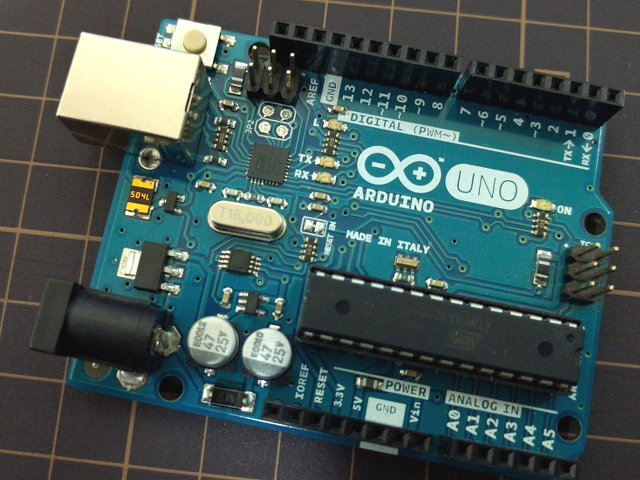 AREF
GND
13
12
~11
~10
~9
8
7
~6
~5
4
~3
2
TX→1
RX←0
DIGITAL (PWM~)
TX
RX
ARDUINO
UNO
ON
504L
T16,000
RESET EN
MADE IN ITALY
47
25V
47
25V
IOREF
RESET
3.3V
5V
GND
Vin
POWER
ANALOG IN
A0
A1
A2
A3
A4
A5